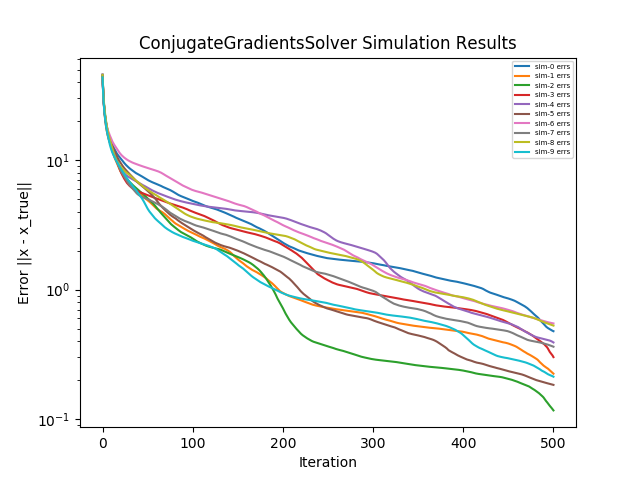 ConjugateGradientsSolver Simulation Results
sim-0 errs
sim-1 errs
sim-2 errs
sim-3 errs
sim-4 errs
sim-5 errs
sim-6 errs
sim-7 errs
sim-8 errs
sim-9 errs
Error ||x - x_true||
10¹
10⁰
10⁻¹
0 100 200 300 400 500
Iteration